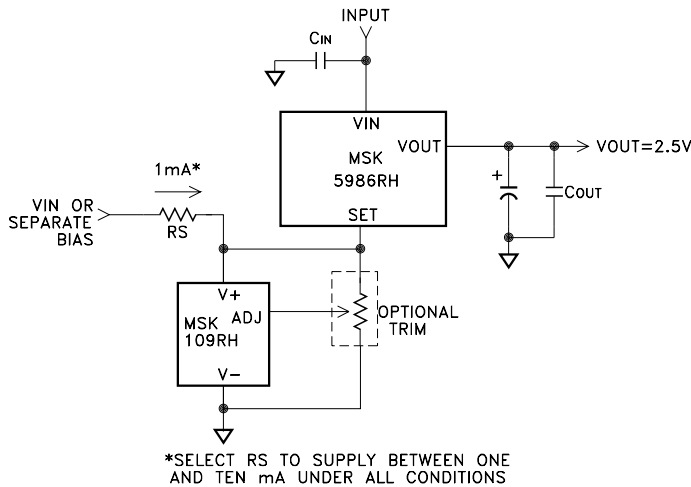 INPUT
CIN
VIN
VOUT
MSK
5986RH
SET
VOUT=2.5V
+
COUT
1mA*
VIN OR
SEPARATE
BIAS
RS
V+
ADJ
MSK
109RH
V-
OPTIONAL
TRIM
*SELECT RS TO SUPPLY BETWEEN ONE
AND TEN mA UNDER ALL CONDITIONS